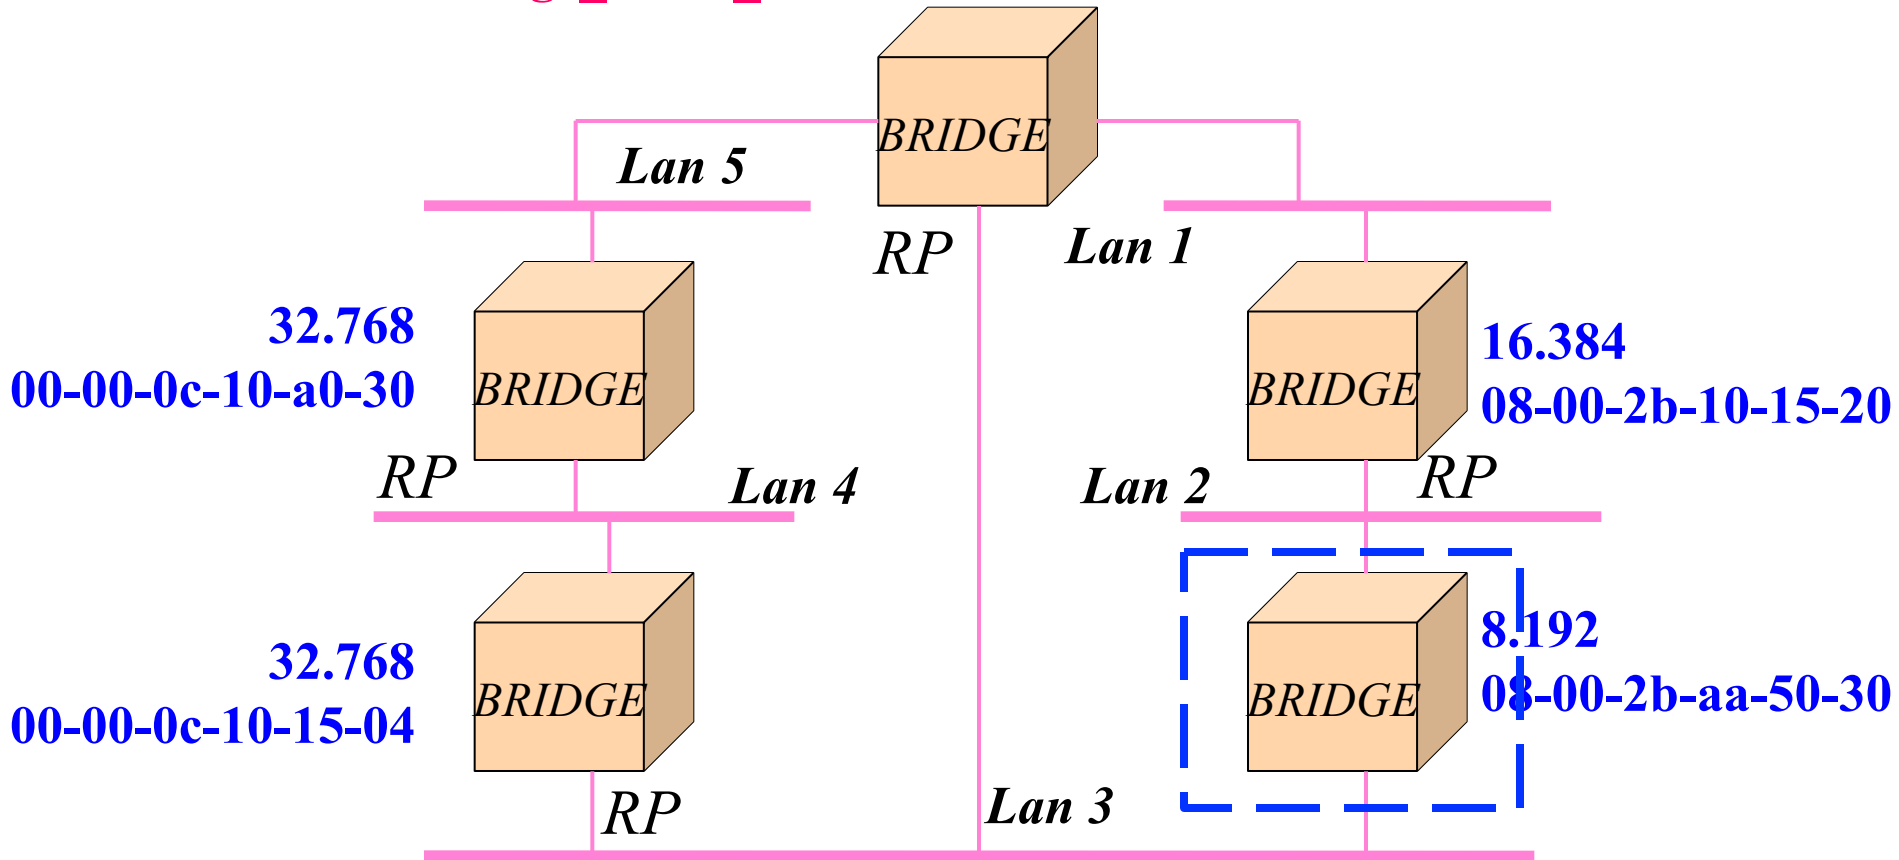 BRIDGE
Lan 5
RP
Lan 1
32.768
00-00-0c-10-a0-30
BRIDGE
BRIDGE
16.384
08-00-2b-10-15-20
RP
Lan 4
Lan 2
RP
32.768
00-00-0c-10-15-04
BRIDGE
BRIDGE
8.192
08-00-2b-aa-50-30
RP
Lan 3